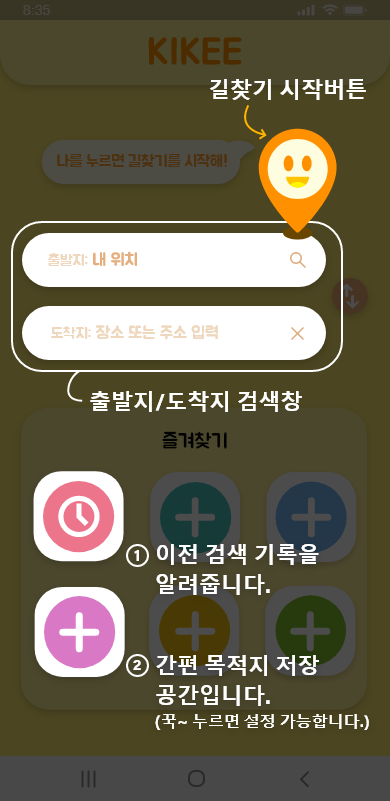 8:35
KIKEE
길찾기 시작버튼
나를 누르면 길찾기를 시작해!
출발지: 내 위치
도착지: 장소 또는 주소 입력
출발지/도착지 검색창
즐겨찾기
① 이전 검색 기록을
알려줍니다.
② 간편 목적지 저장
공간입니다.
(꾹~ 누르면 설정 가능합니다.)